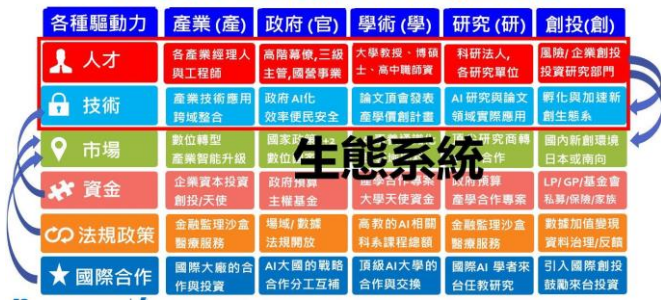 各種驅動力 產業(產) 政府(官) 學術(學) 研究(研) 創投(創)
人才
各產業經理人
與工程師
高階幕僚,三級
主管,國營事業
大學教授、博碩
士、高中職師資
科研法人,
各研究單位
風險/企業創投
投資研究部門
技術
產業技術應用
跨域整合
政府AI化
效率便民安全
論文頂會發表
產學價創計畫
AI 研究與論文
領域實際應用
孵化與加速新
創生態系
市場
數位轉型
產業智能升級
國家政
數位
研究商轉
合作
國內新創環境
日本或南向
生態系統
資金
企業資本投資
創投/天使
政府預算
主權基金
產學合作專案
大學天使資金
政府預算
產學合作專案
LP/GP/基金會
私募/保險/家族
法規政策
金融監理沙盒
醫療服務
場域/數據
法規開放
高教的AI相關
科系課程總額
金融監理沙盒
醫療服務
數據加值變現
資料治理/反饋
國際合作
國際大廠的合
作與投資
AI大國的戰略
合作分工互補
頂級AI大學的
合作與交換
國際AI 學者來
台任教研究
引入國際創投
鼓勵來台投資